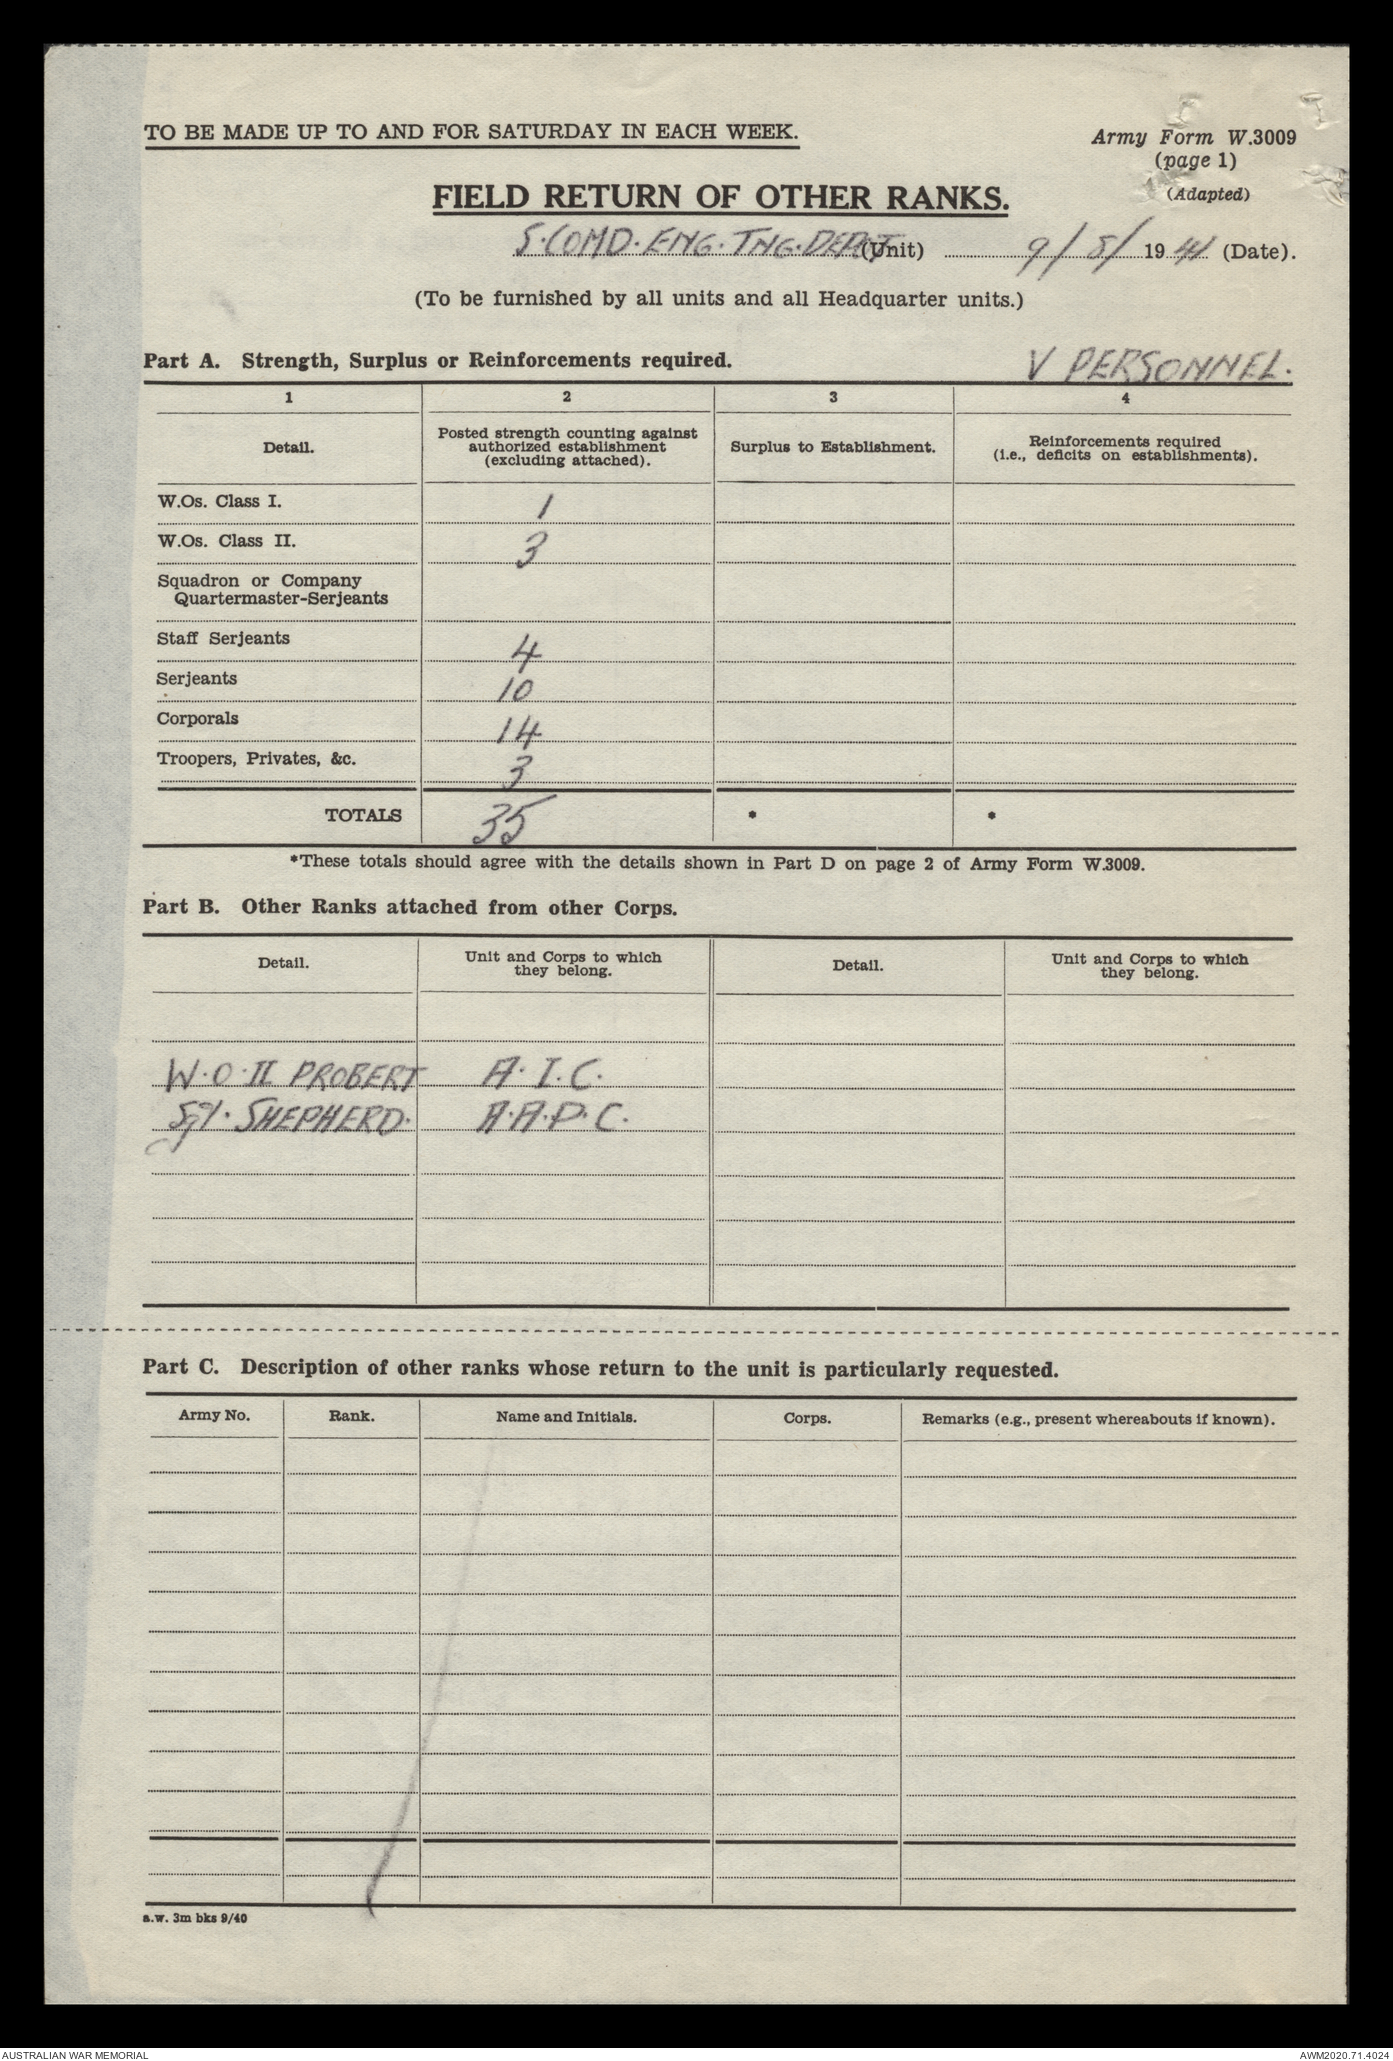 TO BE MADE UP TO AND FOR SATURDAY IN EACH WEEK.
Army Form W.3009
(page 1)
(Adapted)
FIELD RETURN OF OTHER RANKS.
S.COMD.ENG.TNG.DEPOT (Unit) 9/8/1941 (Date).
(To be furnished by all units and all Headquarter units.)
Part A. Strength, Surplus or Reinforcements required. V PERSONNEL.
1 2 3 4
Detail. Posted strength counting against authorized establishment (excluding attached). Surplus to Establishment. Reinforcements required (i.e., deficits on establishments).
W.Os. Class I. 1
W.Os. Class II. 3
Squadron or Company
Quartermaster-Serjeants
Staff Serjeants 4
Serjeants 10
Corporals 14
Troopers, Privates, &c. 3
TOTALS 35 * *
*These totals should agree with the details shown in Part D on page 2 of Army Form W.3009.
Part B. Other Ranks attached from other Corps.
Detail. Unit and Corps to which they belong. Detail. Unit and Corps to which they belong.
W.O.II PROBERT A.I.C.
Sgt. SHEPHERD. A.A.P.C.
Part C. Description of other ranks whose return to the unit is particularly requested.
Army No. Rank. Name and Initials. Corps. Remarks (e.g., present whereabouts if known).
a.w. 3m bks 9/40
AUSTRALIAN WAR MEMORIAL
AWM2020.71.4024